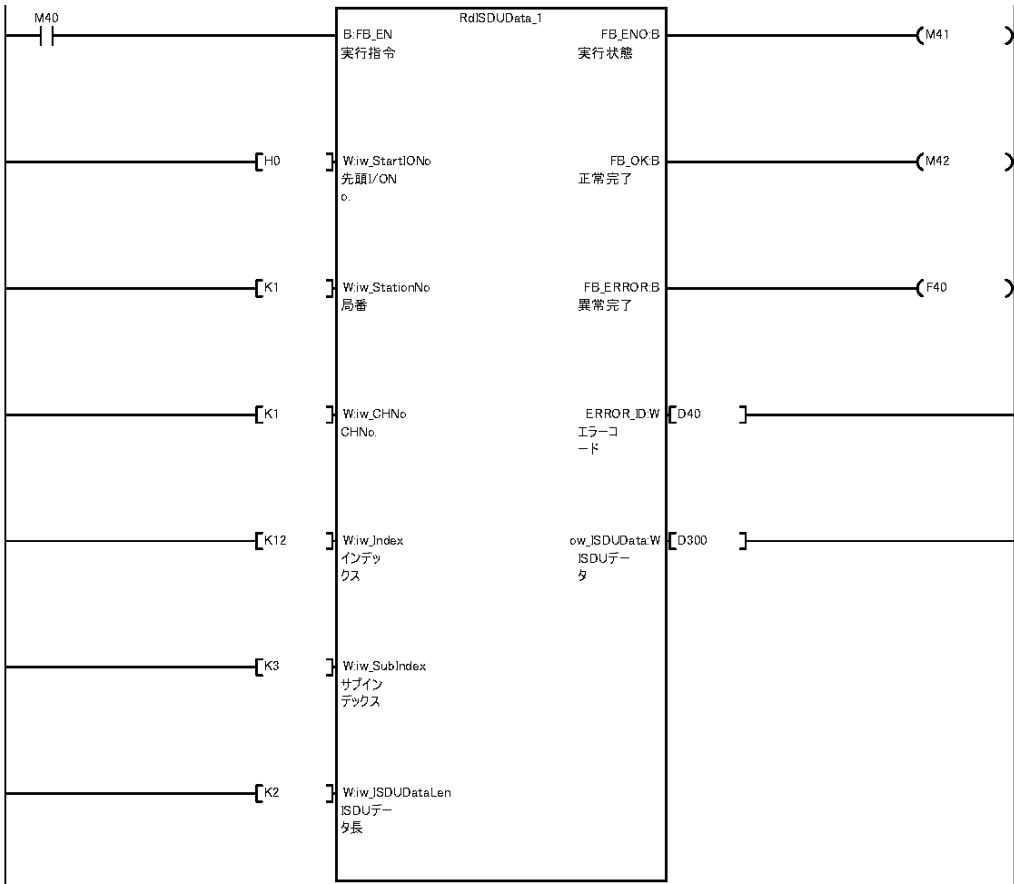 M40
RdISDUData_1
B:FB_EN
実行指令
FB_ENO:B
実行状態
M41
H0
W:iw_StartIONo
先頭I/ON
o.
FB_OK:B
正常完了
M42
K1
W:iw_StationNo
局番
FB_ERROR:B
異常完了
F40
K1
W:iw_CHNo
CHNo.
ERROR_ID:W
エラーコ
ード
D40
K12
W:iw_Index
インデッ
クス
ow_ISDUData:W
ISDUデー
タ
D300
K3
W:iw_SubIndex
サブイン
デックス
K2
W:iw_ISDUDataLen
ISDUデー
タ長